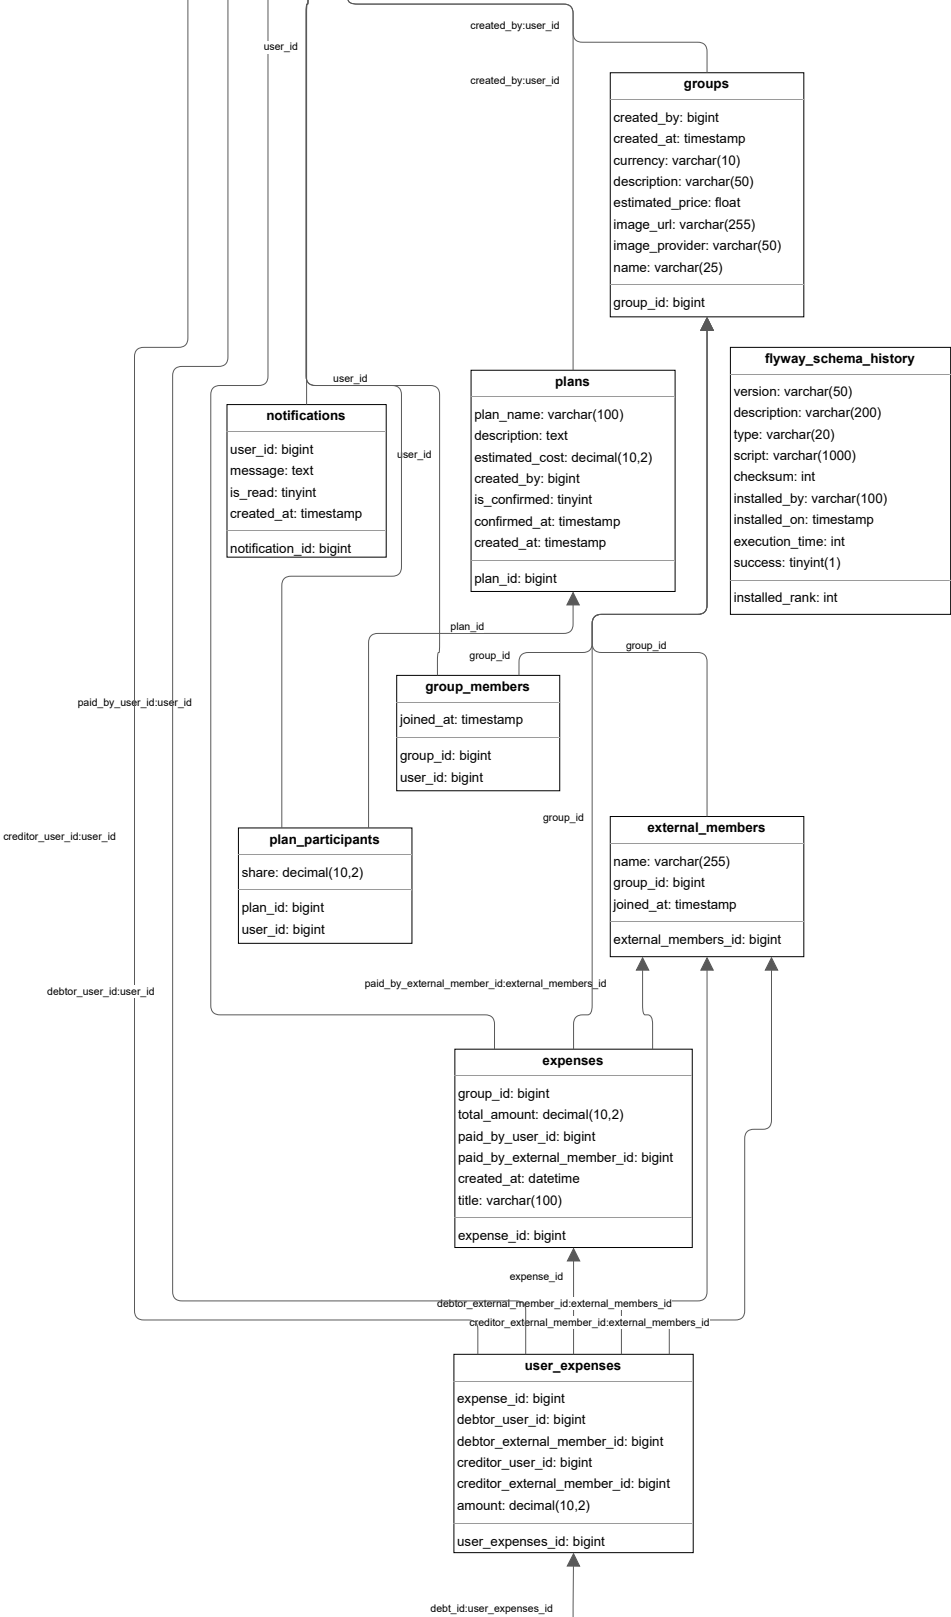 created_by:user_id
user_id
created_by:user_id
groups
created_by: bigint
created_at: timestamp
currency: varchar(10)
description: varchar(50)
estimated_price: float
image_url: varchar(255)
image_provider: varchar(50)
name: varchar(25)
group_id: bigint
flyway_schema_history
version: varchar(50)
description: varchar(200)
type: varchar(20)
script: varchar(1000)
checksum: int
installed_by: varchar(100)
installed_on: timestamp
execution_time: int
success: tinyint(1)
installed_rank: int
user_id
plans
plan_name: varchar(100)
description: text
estimated_cost: decimal(10,2)
created_by: bigint
is_confirmed: tinyint
confirmed_at: timestamp
created_at: timestamp
plan_id: bigint
notifications
user_id: bigint
message: text
is_read: tinyint
created_at: timestamp
notification_id: bigint
user_id
plan_id
group_id
group_id
group_members
joined_at: timestamp
group_id: bigint
user_id: bigint
paid_by_user_id:user_id
group_id
creditor_user_id:user_id
plan_participants
share: decimal(10,2)
plan_id: bigint
user_id: bigint
external_members
name: varchar(255)
group_id: bigint
joined_at: timestamp
external_members_id: bigint
paid_by_external_member_id:external_members_id
debtor_user_id:user_id
expenses
group_id: bigint
total_amount: decimal(10,2)
paid_by_user_id: bigint
paid_by_external_member_id: bigint
created_at: datetime
title: varchar(100)
expense_id: bigint
expense_id
debtor_external_member_id:external_members_id
creditor_external_member_id:external_members_id
user_expenses
expense_id: bigint
debtor_user_id: bigint
debtor_external_member_id: bigint
creditor_user_id: bigint
creditor_external_member_id: bigint
amount: decimal(10,2)
user_expenses_id: bigint
debt_id:user_expenses_id